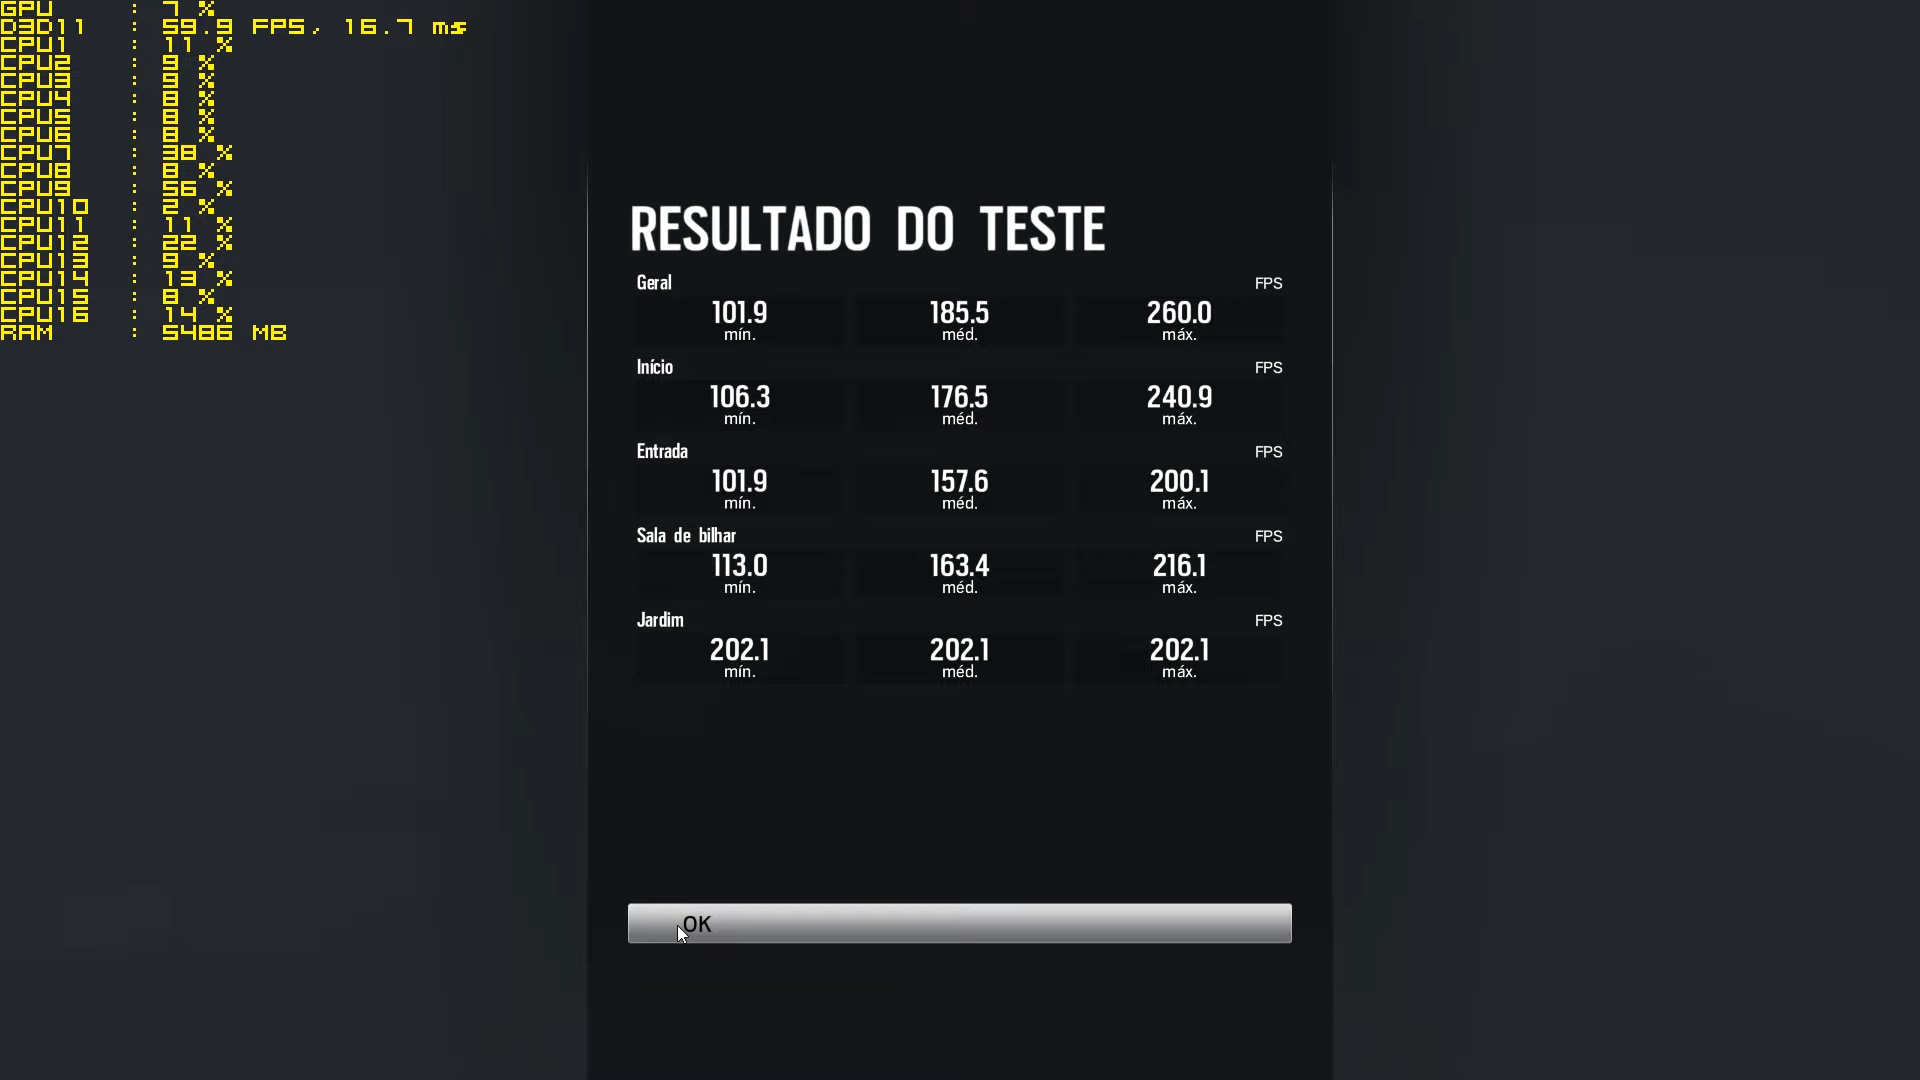 GPU : 7 %
D3D11 : 59.9 FPS, 16.7 ms
CPU1 : 11 %
CPU2 : 9 %
CPU3 : 9 %
CPU4 : 8 %
CPU5 : 8 %
CPU6 : 8 %
CPU7 : 38 %
CPU8 : 8 %
CPU9 : 56 %
CPU10 : 2 %
CPU11 : 11 %
CPU12 : 22 %
CPU13 : 9 %
CPU14 : 13 %
CPU15 : 8 %
CPU16 : 14 %
RAM : 5486 MB
RESULTADO DO TESTE
Geral FPS
101.9 185.5 260.0
mín. méd. máx.
Início FPS
106.3 176.5 240.9
mín. méd. máx.
Entrada FPS
101.9 157.6 200.1
mín. méd. máx.
Sala de bilhar FPS
113.0 163.4 216.1
mín. méd. máx.
Jardim FPS
202.1 202.1 202.1
mín. méd. máx.
OK